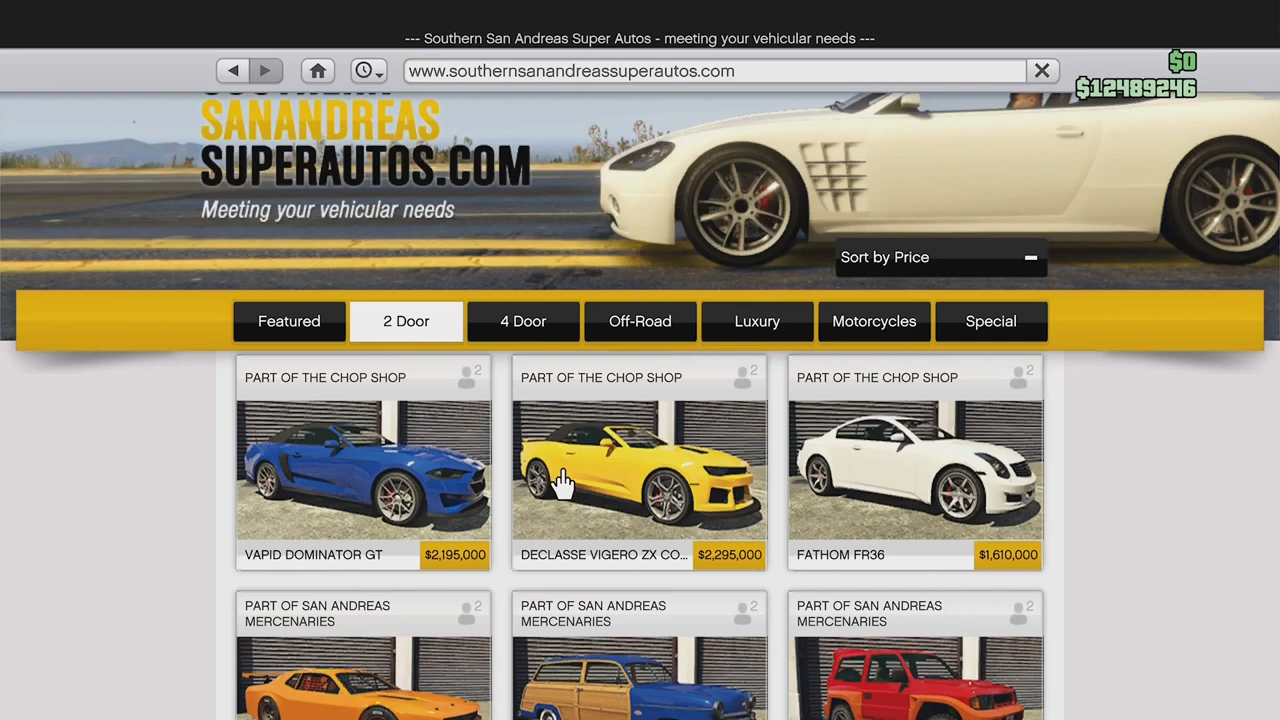 --- Southern San Andreas Super Autos - meeting your vehicular needs ---
www.southernsanandreassuperautos.com
$0
$12489246
SOUTHERN
SANANDREAS
SUPERAUTOS.COM
Meeting your vehicular needs
Sort by Price
Featured
2 Door
4 Door
Off-Road
Luxury
Motorcycles
Special
PART OF THE CHOP SHOP 2
PART OF THE CHOP SHOP 2
PART OF THE CHOP SHOP 2
VAPID DOMINATOR GT $2,195,000
DECLASSE VIGERO ZX CO... $2,295,000
FATHOM FR36 $1,610,000
PART OF SAN ANDREAS 2
MERCENARIES
PART OF SAN ANDREAS 2
MERCENARIES
PART OF SAN ANDREAS 2
MERCENARIES